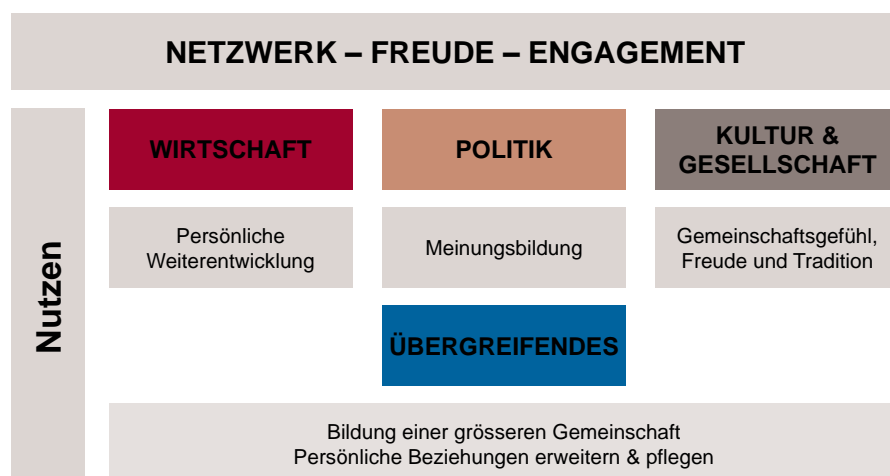 NETZWERK – FREUDE – ENGAGEMENT
Nutzen
WIRTSCHAFT
POLITIK
KULTUR &
GESELLSCHAFT
Persönliche
Weiterentwicklung
Meinungsbildung
Gemeinschaftsgefühl,
Freude und Tradition
ÜBERGREIFENDES
Bildung einer grösseren Gemeinschaft
Persönliche Beziehungen erweitern & pflegen